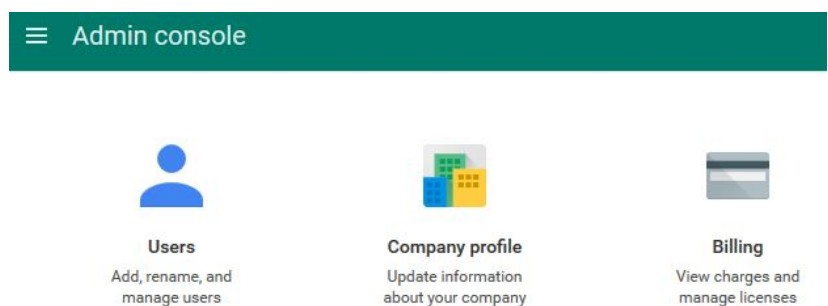 Admin console
Users
Company profile
Billing
Add, rename, and
manage users
Update information
about your company
View charges and
manage licenses